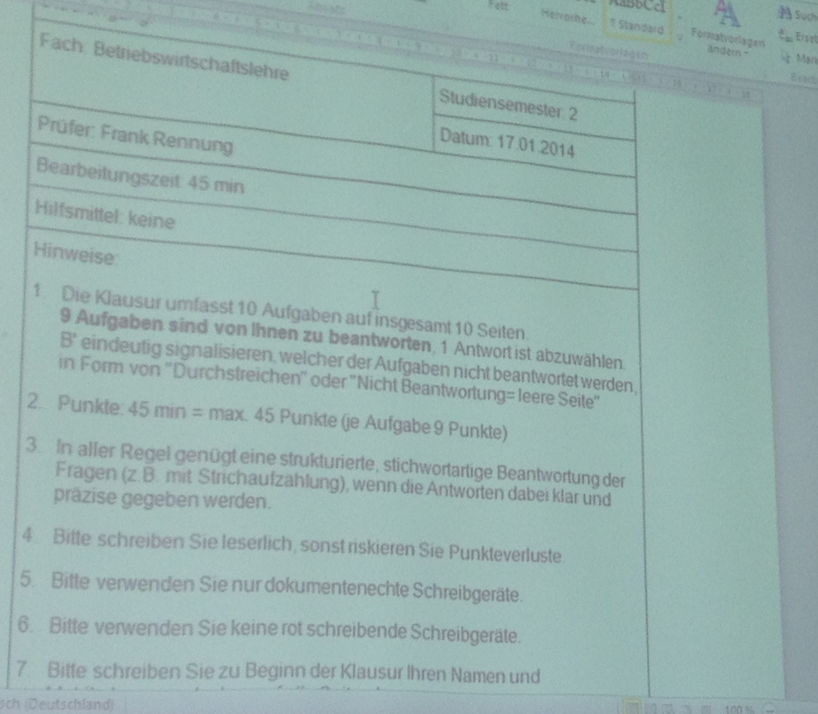 Fett
Hervorhe...
AaBbCcI
T Standard
Formatvorlagen
ändern
Such
Formatvorlagen
Fach: Betriebswirtschaftslehre
Studiensemester: 2
Datum: 17.01.2014
Prüfer: Frank Rennung
Bearbeitungszeit: 45 min
Hilfsmittel: keine
Hinweise:
1. Die Klausur umfasst 10 Aufgaben auf insgesamt 10 Seiten.
9 Aufgaben sind von Ihnen zu beantworten, 1 Antwort ist abzuwählen.
B' eindeutig signalisieren, welcher der Aufgaben nicht beantwortet werden,
in Form von "Durchstreichen" oder "Nicht Beantwortung= leere Seite"
2. Punkte: 45 min = max. 45 Punkte (je Aufgabe 9 Punkte)
3. In aller Regel genügt eine strukturierte, stichwortartige Beantwortung der
Fragen (z.B. mit Strichaufzählung), wenn die Antworten dabei klar und
präzise gegeben werden.
4. Bitte schreiben Sie leserlich, sonst riskieren Sie Punkteverluste.
5. Bitte verwenden Sie nur dokumentenechte Schreibgeräte.
6. Bitte verwenden Sie keine rot schreibende Schreibgeräte.
7. Bitte schreiben Sie zu Beginn der Klausur Ihren Namen und
sch (Deutschland)
100 %